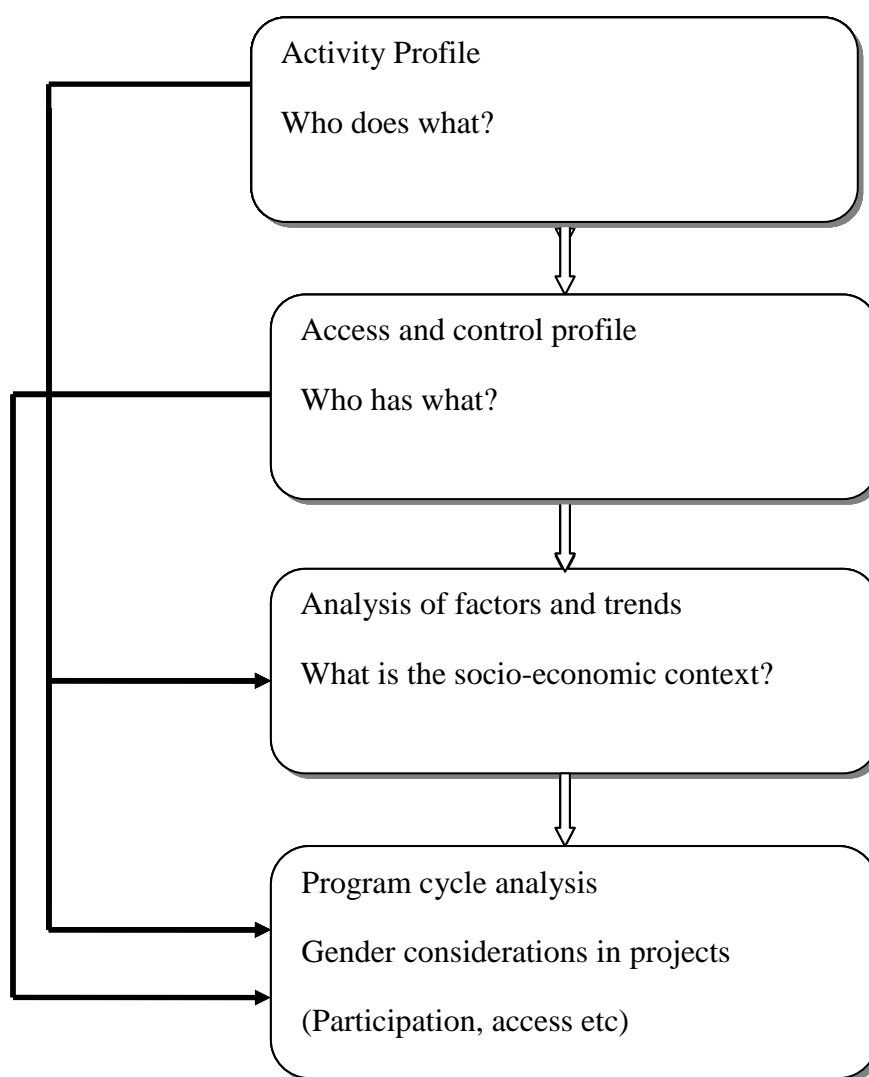 Activity Profile
Who does what?
Access and control profile
Who has what?
Analysis of factors and trends
What is the socio-economic context?
Program cycle analysis
Gender considerations in projects
(Participation, access etc)